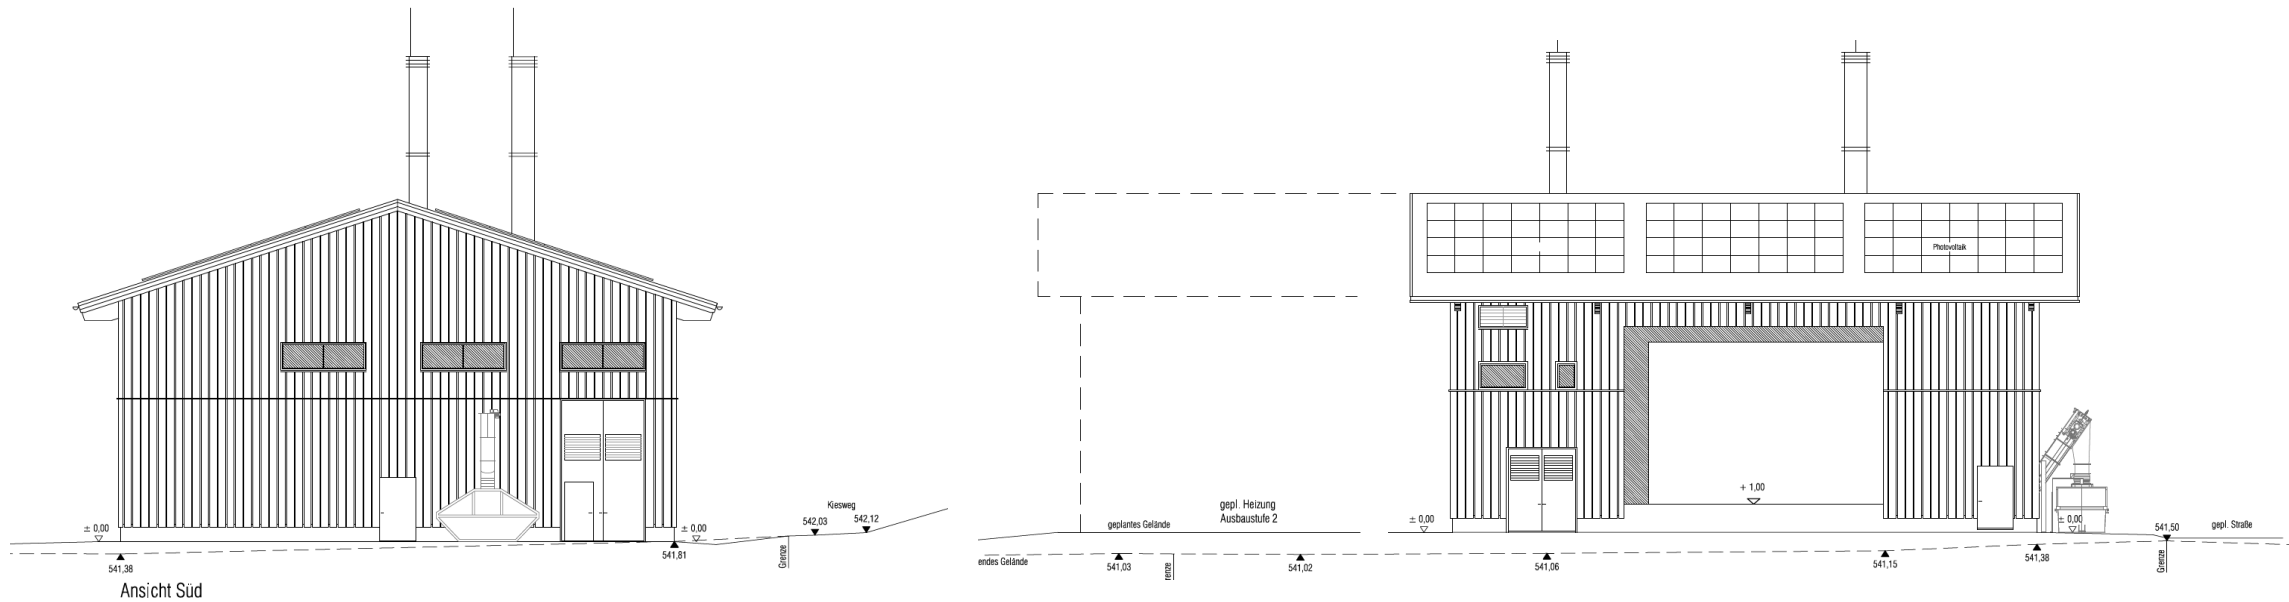 ± 0,00
541,38
Ansicht Süd
± 0,00
541,81
Kiesweg
542,03
542,12
Grenze
geplantes Gelände
endes Gelände
541,03
renze
gepl. Heizung
Ausbaustufe 2
541,02
± 0,00
541,06
Photovoltaik
+ 1,00
541,15
541,38
± 0,00
541,50
Grenze
gepl. Straße